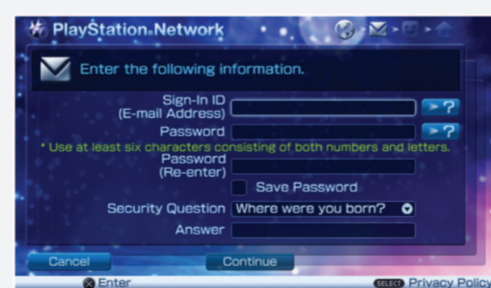 PlayStation®Network
Enter the following information.
Sign-In ID
(E-mail Address)
Password
* Use at least six characters consisting of both numbers and letters.
Password
(Re-enter)
Save Password
Security Question Where were you born?
Answer
Cancel Continue
Enter SELECT Privacy Policy